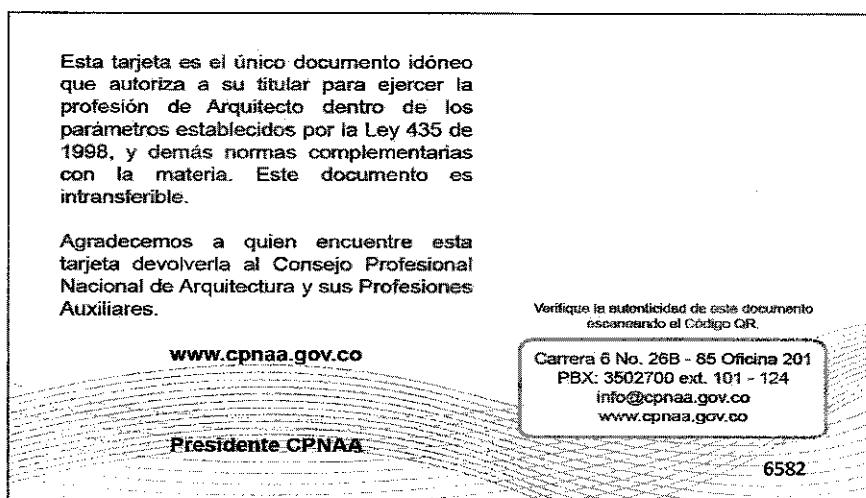 Esta tarjeta es el único documento idóneo
que autoriza a su titular para ejercer la
profesión de Arquitecto dentro de los
parámetros establecidos por la Ley 435 de
1998, y demás normas complementarias
con la materia. Este documento es
intransferible.
Agradecemos a quien encuentre esta
tarjeta devolverla al Consejo Profesional
Nacional de Arquitectura y sus Profesiones
Auxiliares.
www.cpnaa.gov.co
Presidente CPNAA
Verifique la autenticidad de este documento
escaneando el Código QR.
Carrera 6 No. 26B - 85 Oficina 201
PBX: 3502700 ext. 101 - 124
info@cpnaa.gov.co
www.cpnaa.gov.co
6582